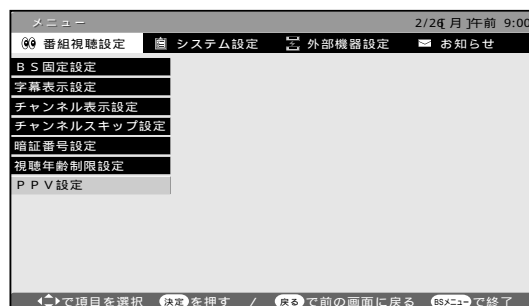 メニュー 2/26[月]午前 9:00
番組視聴設定 システム設定 外部機器設定 お知らせ
BS固定設定
字幕表示設定
チャンネル表示設定
チャンネルスキップ設定
暗証番号設定
視聴年齢制限設定
PPV設定
で項目を選択 決定を押す / 戻るで前の画面に戻る BSメニューで終了